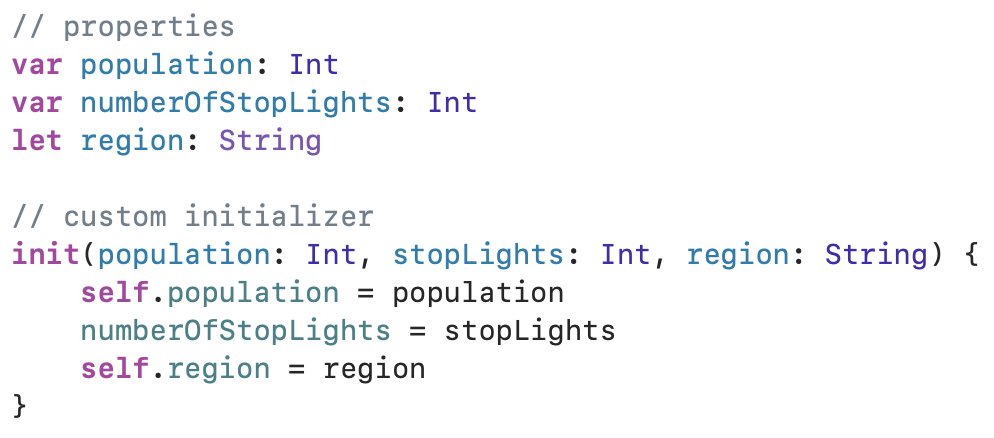 // properties
var population: Int
var numberOfStopLights: Int
let region: String

// custom initializer
init(population: Int, stopLights: Int, region: String) {
    self.population = population
    numberOfStopLights = stopLights
    self.region = region
}